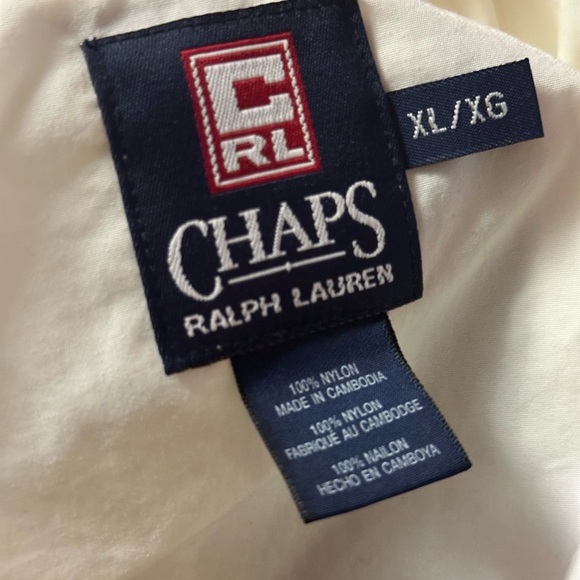 C
RL
CHAPS
RALPH LAUREN
XL/XG
100% NYLON
MADE IN CAMBODIA
100% NYLON
FABRIQUÉ AU CAMBODGE
100% NAILON
HECHO EN CAMBOYA